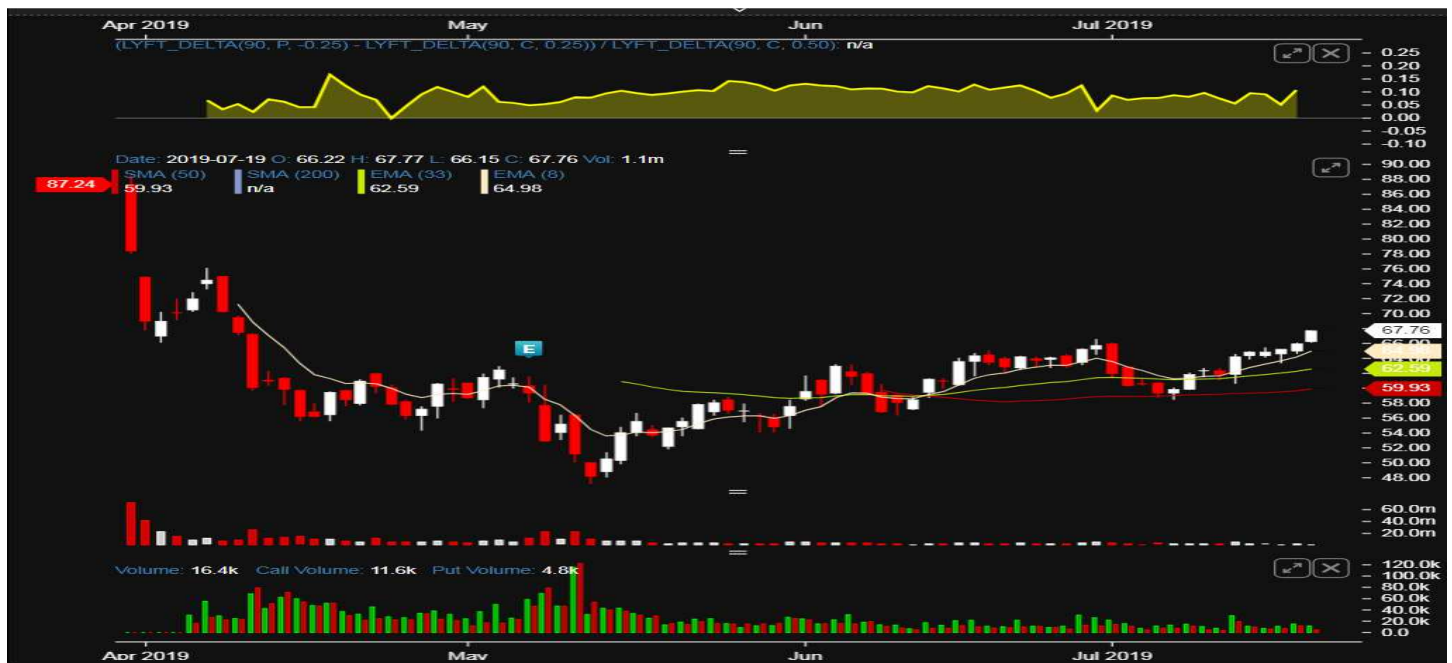 Apr 2019 May Jun Jul 2019
(LYFT_DELTA(90, P, -0.25) - LYFT_DELTA(90, C, 0.25)) / LYFT_DELTA(90, C, 0.50): n/a
0.25
0.20
0.15
0.10
0.05
0.00
-0.05
-0.10
Date: 2019-07-19 O: 66.22 H: 67.77 L: 66.15 C: 67.76 Vol: 1.1m
SMA (50) SMA (200) EMA (33) EMA (8)
59.93 n/a 62.59 64.98
87.24
90.00
88.00
86.00
84.00
82.00
80.00
78.00
76.00
74.00
72.00
70.00
67.76
66.00
62.59
59.93
58.00
56.00
54.00
52.00
50.00
48.00
E
60.0m
40.0m
20.0m
Volume: 16.4k Call Volume: 11.6k Put Volume: 4.8k
120.0k
100.0k
80.0k
60.0k
40.0k
20.0k
0.0
Apr 2019 May Jun Jul 2019